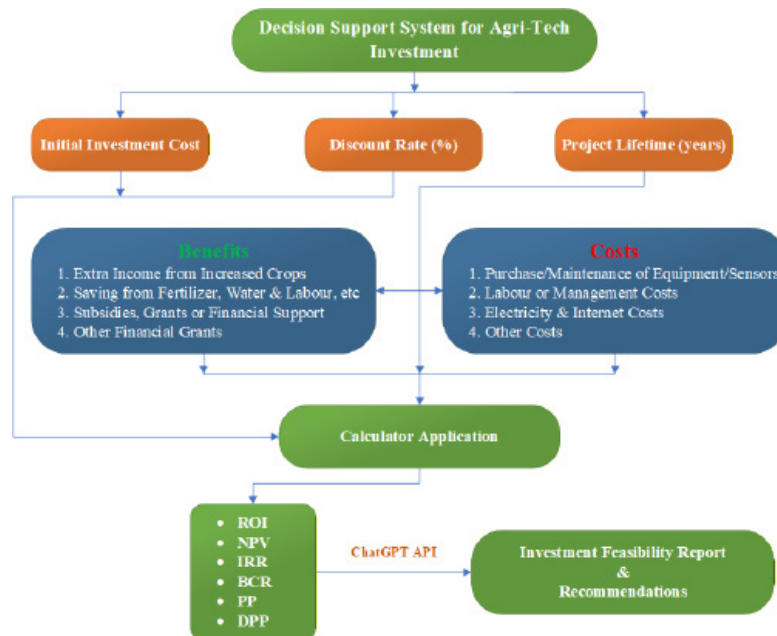 Decision Support System for Agri-Tech
Investment
Initial Investment Cost
Discount Rate (%)
Project Lifetime (years)
Benefits
1. Extra Income from Increased Crops
2. Saving from Fertilizer, Water & Labour, etc
3. Subsidies, Grants or Financial Support
4. Other Financial Grants
Costs
1. Purchase/Maintenance of Equipment/Sensors
2. Labour or Management Costs
3. Electricity & Internet Costs
4. Other Costs
Calculator Application
• ROI
• NPV
• IRR
• BCR
• PP
• DPP
ChatGPT API
Investment Feasibility Report
&
Recommendations